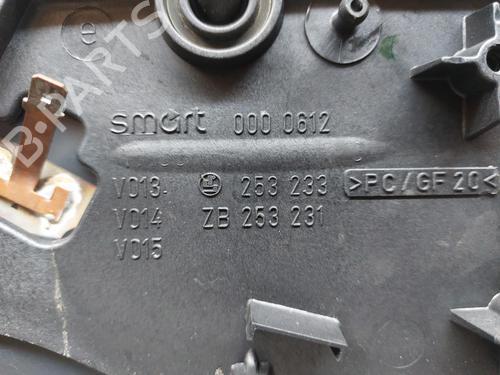 e
smart 000 0612
V013 253 233 >PC/GF 20<
V014 ZB 253 231
V015
B-PARTS